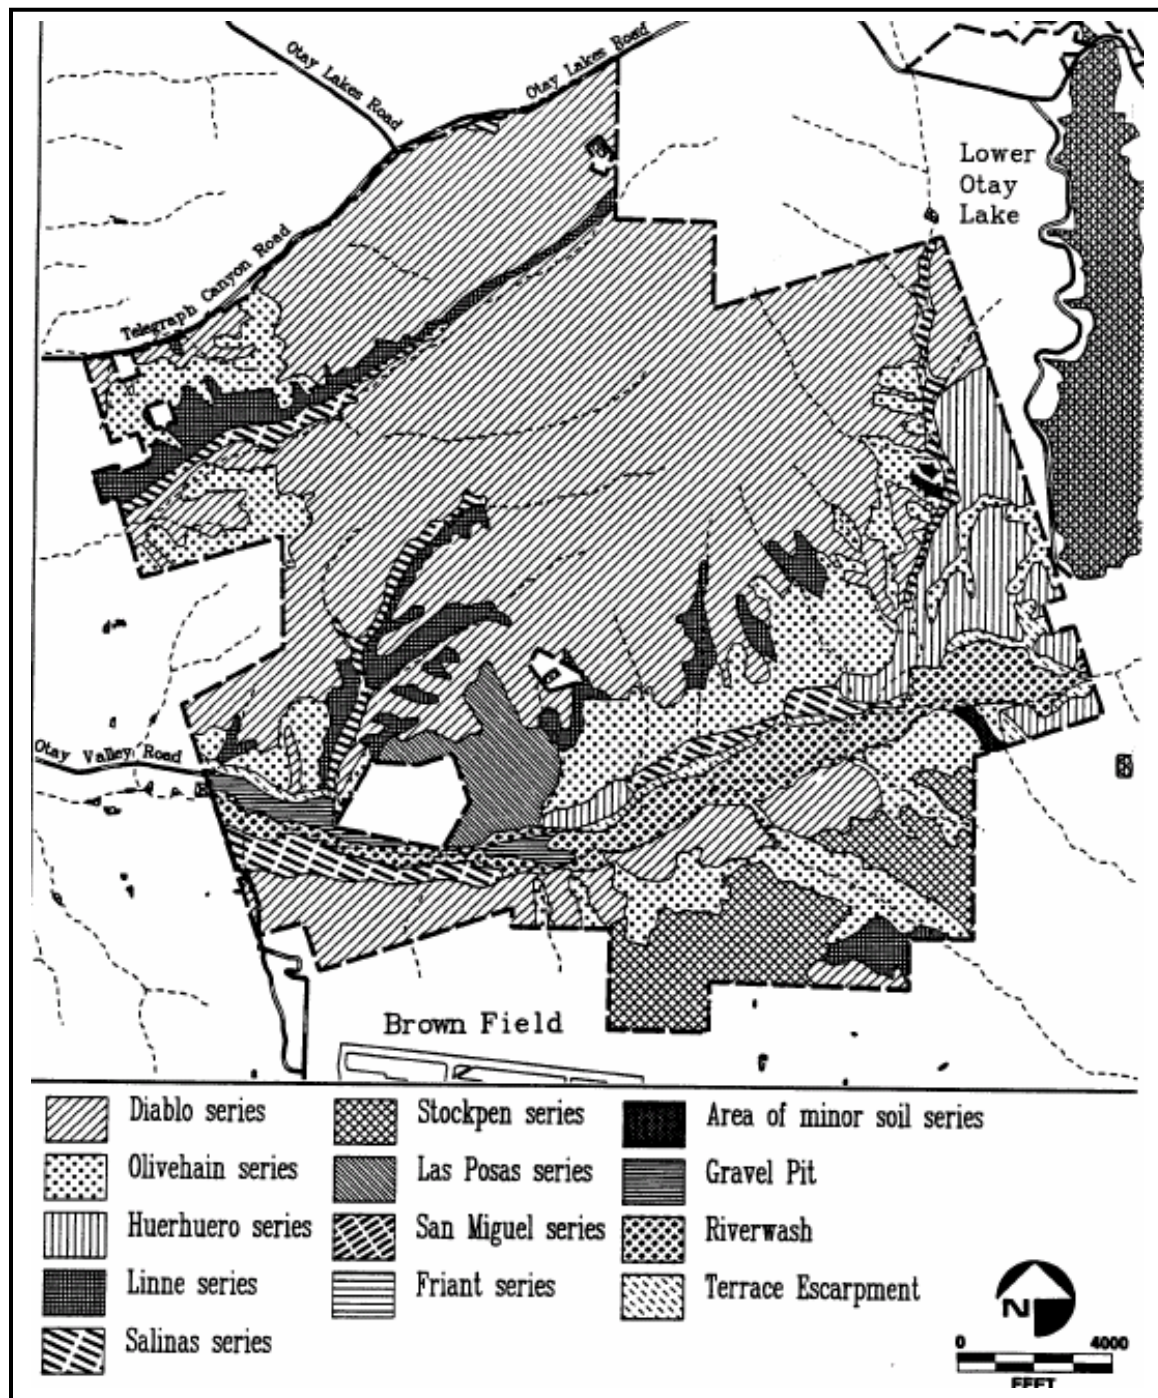 Otay Lakes Road
Otay Lakes Road
Lower
Otay
Lake
Telegraph Canyon Road
Otay Valley Road
Brown Field
Diablo series
Stockpen series
Area of minor soil series
Olivehain series
Las Posas series
Gravel Pit
Huerhuero series
San Miguel series
Riverwash
Linne series
Friant series
Terrace Escarpment
Salinas series
N
0 4000
FEET